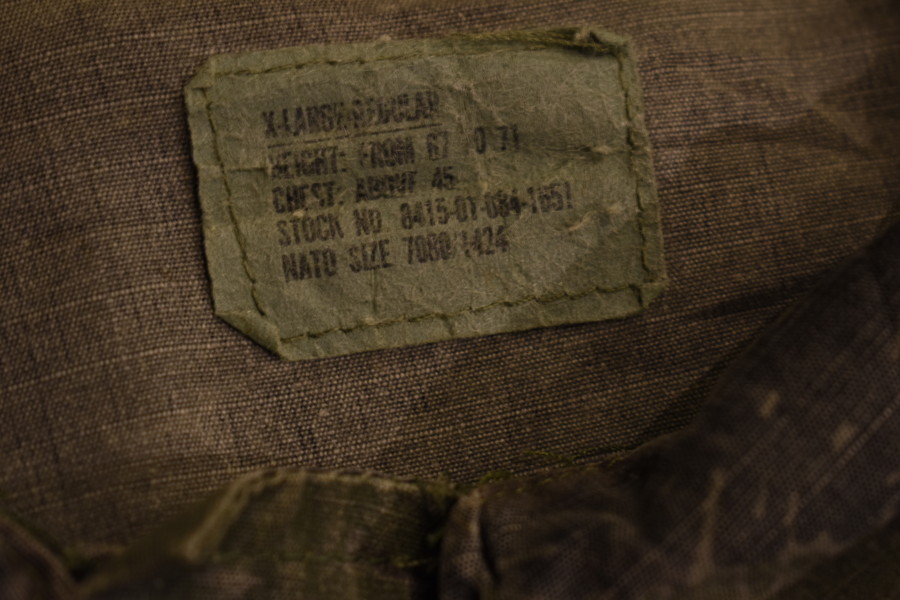 X-LARGE-REGULAR
HEIGHT: FROM 67 0 71
CHEST: ABOVE 45
STOCK NO 8415-01-084-1651
NATO SIZE 7080/1424